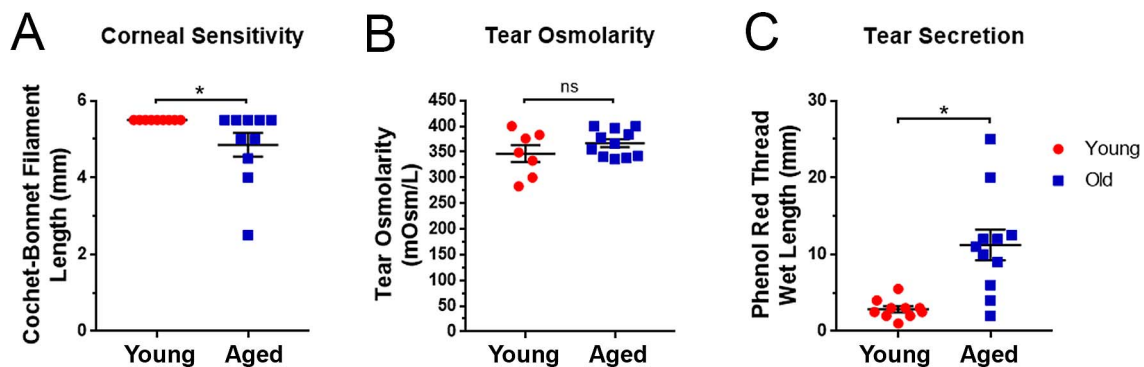 A
Corneal Sensitivity
Cochet-Bonnet Filament
Length (mm)
6
4
2
0
*
Young
Aged
B
Tear Osmolarity
Tear Osmolarity
(mOsm/L)
450
400
350
300
250
200
150
100
50
0
ns
Young
Aged
C
Tear Secretion
Phenol Red Thread
Wet Length (mm)
30
20
10
0
*
Young
Aged
Young
Old